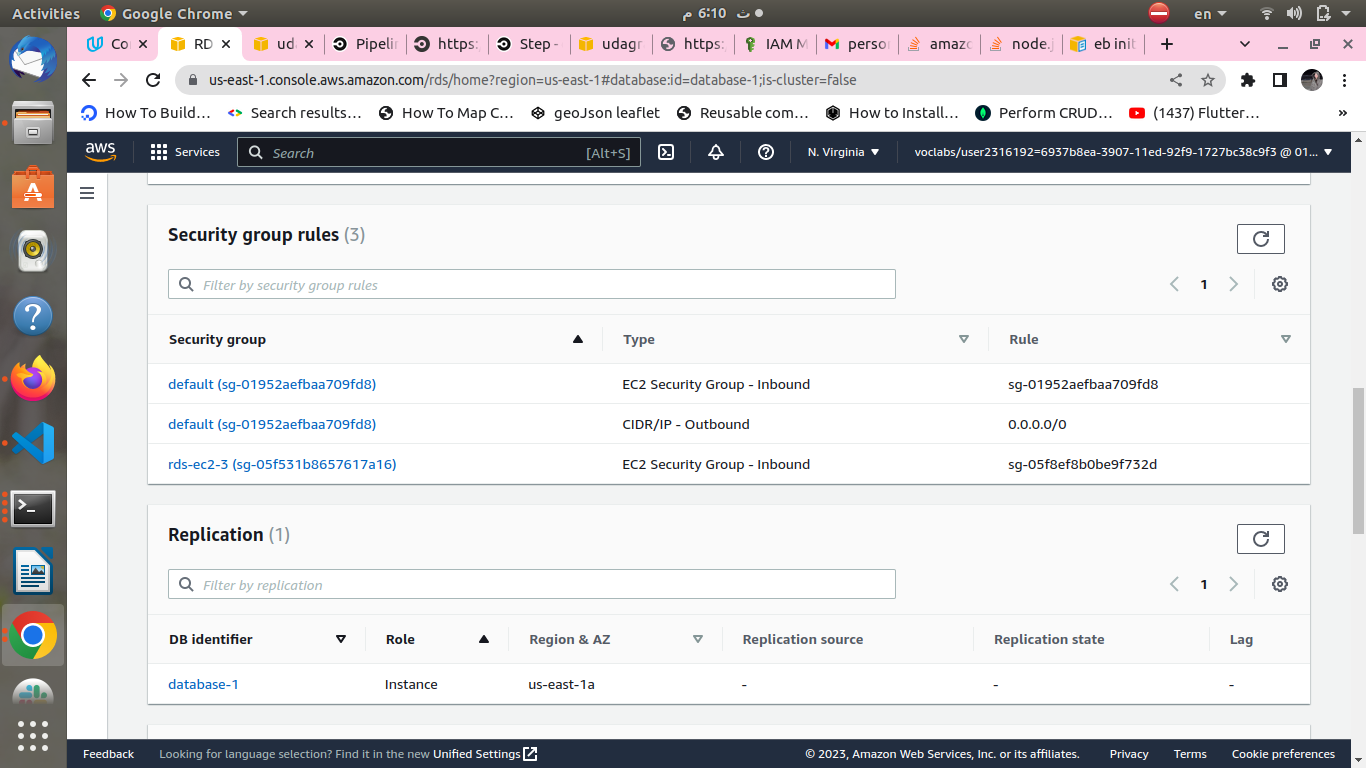 Activities
Google Chrome
ث 6:10 م
en
Co
RD
uda
Pipelin
https:
Step -
udagr
https:
IAM M
person
amazo
node.j
eb init
us-east-1.console.aws.amazon.com/rds/home?region=us-east-1#database:id=database-1;is-cluster=false
How To Build…
Search results…
How To Map C…
geoJson leaflet
Reusable com…
How to Install…
Perform CRUD…
(1437) Flutter…
»
aws
Services
Search
[Alt+S]
N. Virginia
voclabs/user2316192=6937b8ea-3907-11ed-92f9-1727bc38c9f3 @ 01...
Security group rules (3)
Filter by security group rules
1
Security group
Type
Rule
default (sg-01952aefbaa709fd8)
EC2 Security Group - Inbound
sg-01952aefbaa709fd8
default (sg-01952aefbaa709fd8)
CIDR/IP - Outbound
0.0.0.0/0
rds-ec2-3 (sg-05f531b8657617a16)
EC2 Security Group - Inbound
sg-05f8ef8b0be9f732d
Replication (1)
Filter by replication
1
DB identifier
Role
Region & AZ
Replication source
Replication state
Lag
database-1
Instance
us-east-1a
-
-
-
Feedback
Looking for language selection? Find it in the new Unified Settings
© 2023, Amazon Web Services, Inc. or its affiliates.
Privacy
Terms
Cookie preferences